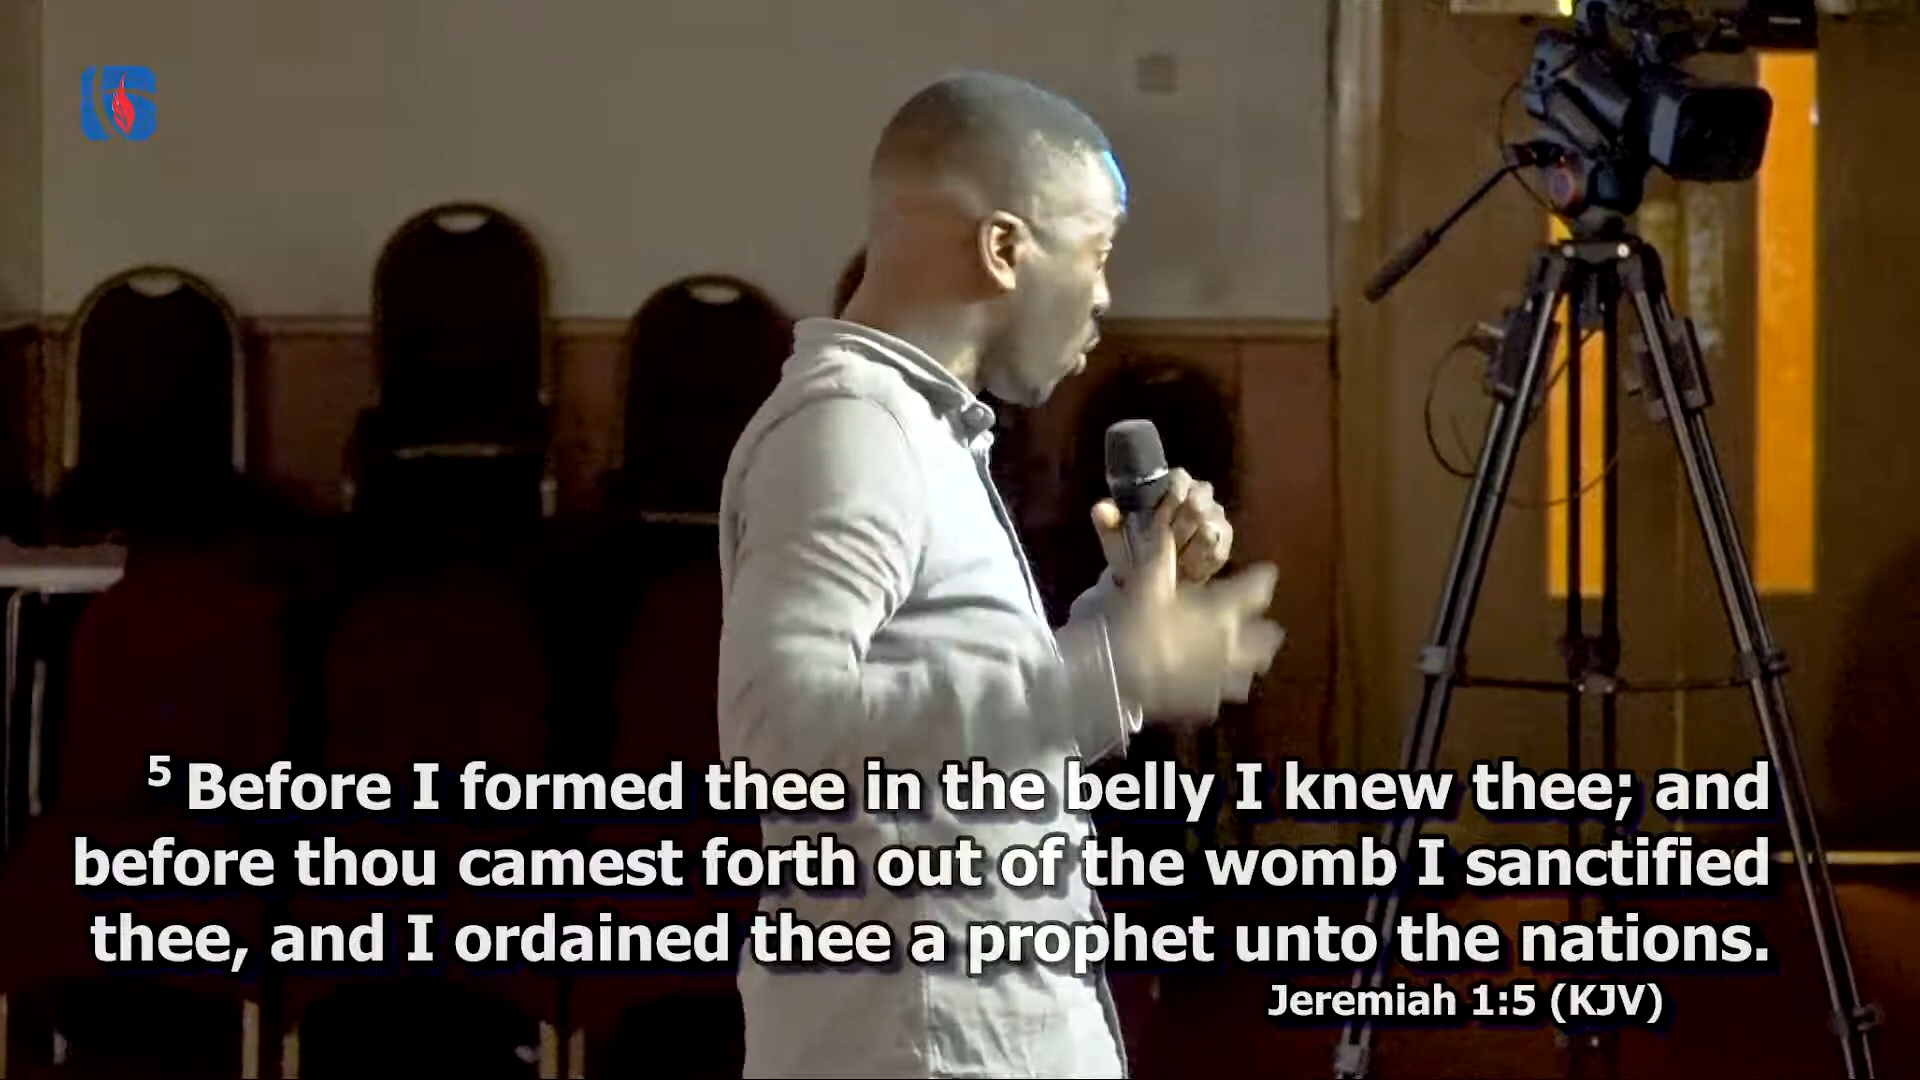 5 Before I formed thee in the belly I knew thee; and
before thou camest forth out of the womb I sanctified
thee, and I ordained thee a prophet unto the nations.
Jeremiah 1:5 (KJV)